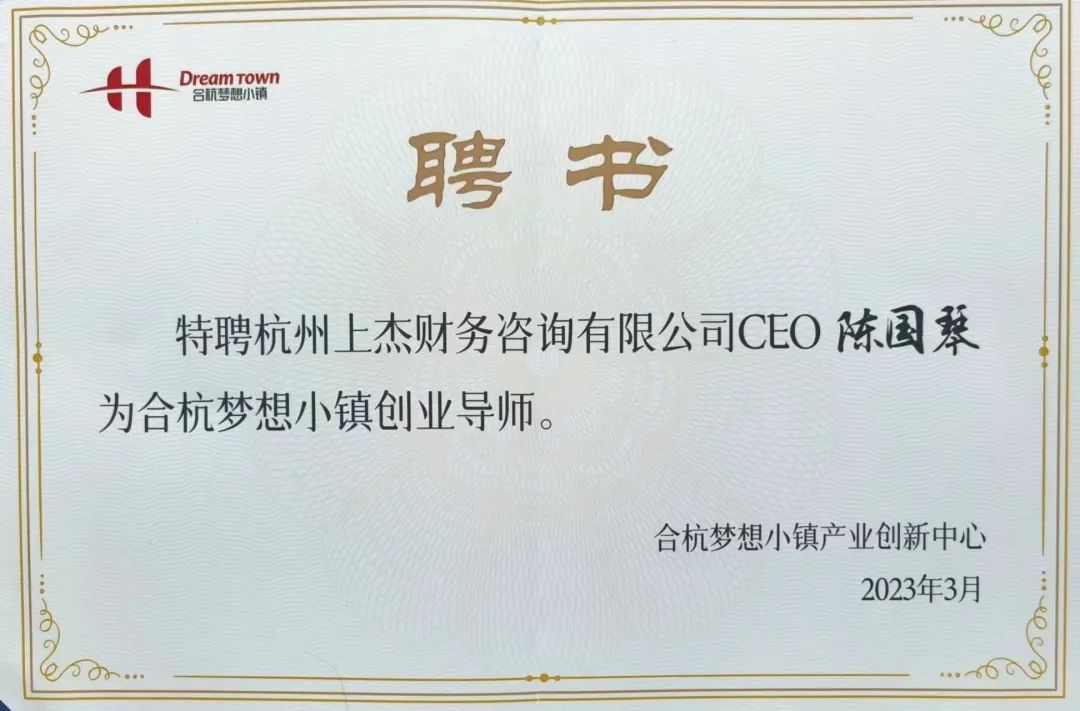 Dream Town
合杭梦想小镇
聘书
特聘杭州上杰财务咨询有限公司CEO 陈国琴
为合杭梦想小镇创业导师。
合杭梦想小镇产业创新中心
2023年3月